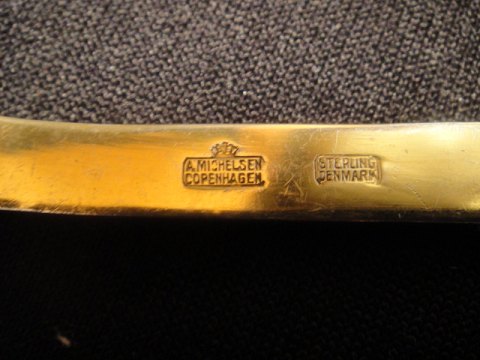 A. MICHELSEN
COPENHAGEN.
STERLING
DENMARK